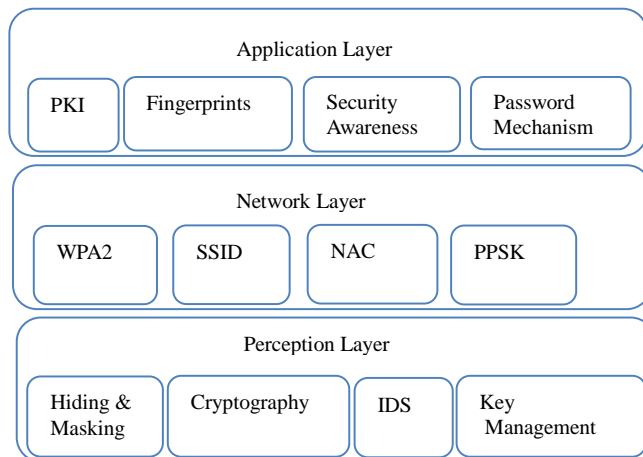 Application Layer
PKI
Fingerprints
Security
Awareness
Password
Mechanism
Network Layer
WPA2
SSID
NAC
PPSK
Perception Layer
Hiding &
Masking
Cryptography
IDS
Key
Management